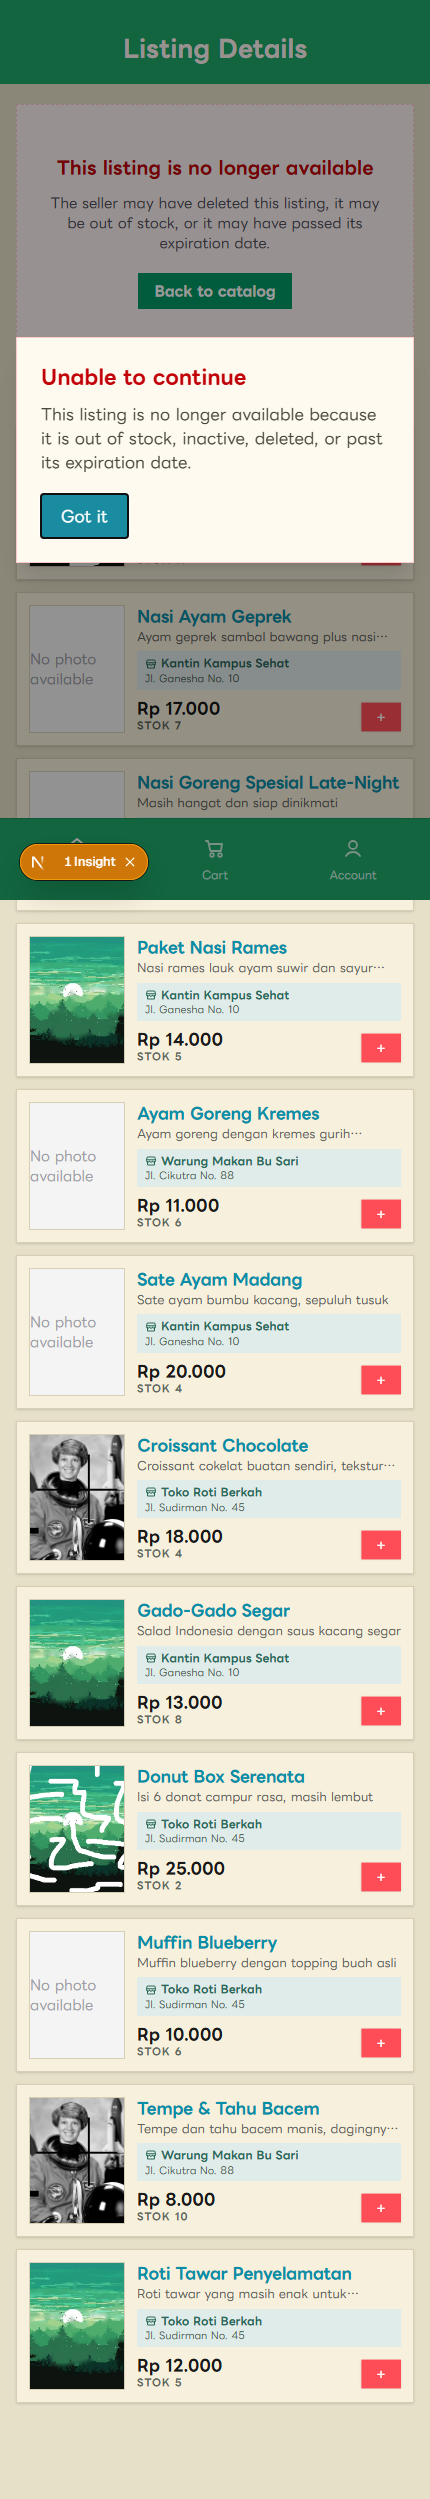 Listing Details
This listing is no longer available
The seller may have deleted this listing, it may
be out of stock, or it may have passed its
expiration date.
Back to catalog
Unable to continue
This listing is no longer available because
it is out of stock, inactive, deleted, or past
its expiration date.
Got it
Nasi Ayam Geprek
Ayam geprek sambal bawang plus nasi...
No photo
available
Kantin Kampus Sehat
Jl. Ganesha No. 10
Rp 17.000
STOK 7
+
Nasi Goreng Spesial Late-Night
Masih hangat dan siap dinikmati
N 1 Insight ×
Cart
Account
Paket Nasi Rames
Nasi rames lauk ayam suwir dan sayur...
Kantin Kampus Sehat
Jl. Ganesha No. 10
Rp 14.000
STOK 5
+
Ayam Goreng Kremes
Ayam goreng dengan kremes gurih...
No photo
available
Warung Makan Bu Sari
Jl. Cikutra No. 88
Rp 11.000
STOK 6
+
Sate Ayam Madang
Sate ayam bumbu kacang, sepuluh tusuk
No photo
available
Kantin Kampus Sehat
Jl. Ganesha No. 10
Rp 20.000
STOK 4
+
Croissant Chocolate
Croissant cokelat buatan sendiri, tekstur...
Toko Roti Berkah
Jl. Sudirman No. 45
Rp 18.000
STOK 4
+
Gado-Gado Segar
Salad Indonesia dengan saus kacang segar
Kantin Kampus Sehat
Jl. Ganesha No. 10
Rp 13.000
STOK 8
+
Donut Box Serenata
Isi 6 donat campur rasa, masih lembut
Toko Roti Berkah
Jl. Sudirman No. 45
Rp 25.000
STOK 2
+
Muffin Blueberry
Muffin blueberry dengan topping buah asli
No photo
available
Toko Roti Berkah
Jl. Sudirman No. 45
Rp 10.000
STOK 6
+
Tempe & Tahu Bacem
Tempe dan tahu bacem manis, dagingny...
Warung Makan Bu Sari
Jl. Cikutra No. 88
Rp 8.000
STOK 10
+
Roti Tawar Penyelamatan
Roti tawar yang masih enak untuk...
Toko Roti Berkah
Jl. Sudirman No. 45
Rp 12.000
STOK 5
+